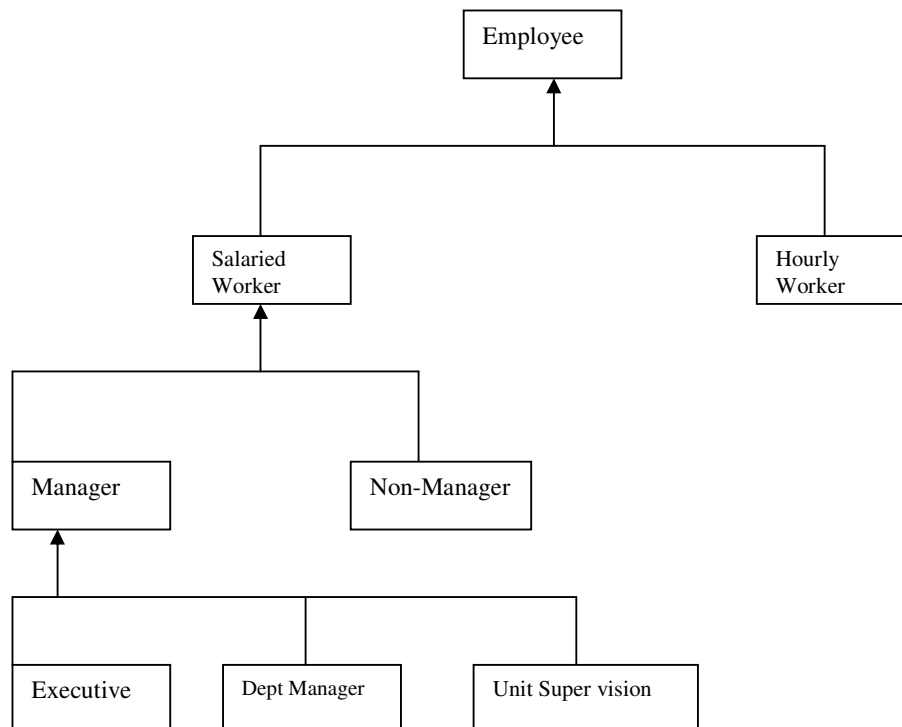 Employee
Salaried
Worker
Hourly
Worker
Manager
Non-Manager
Executive
Dept Manager
Unit Super vision